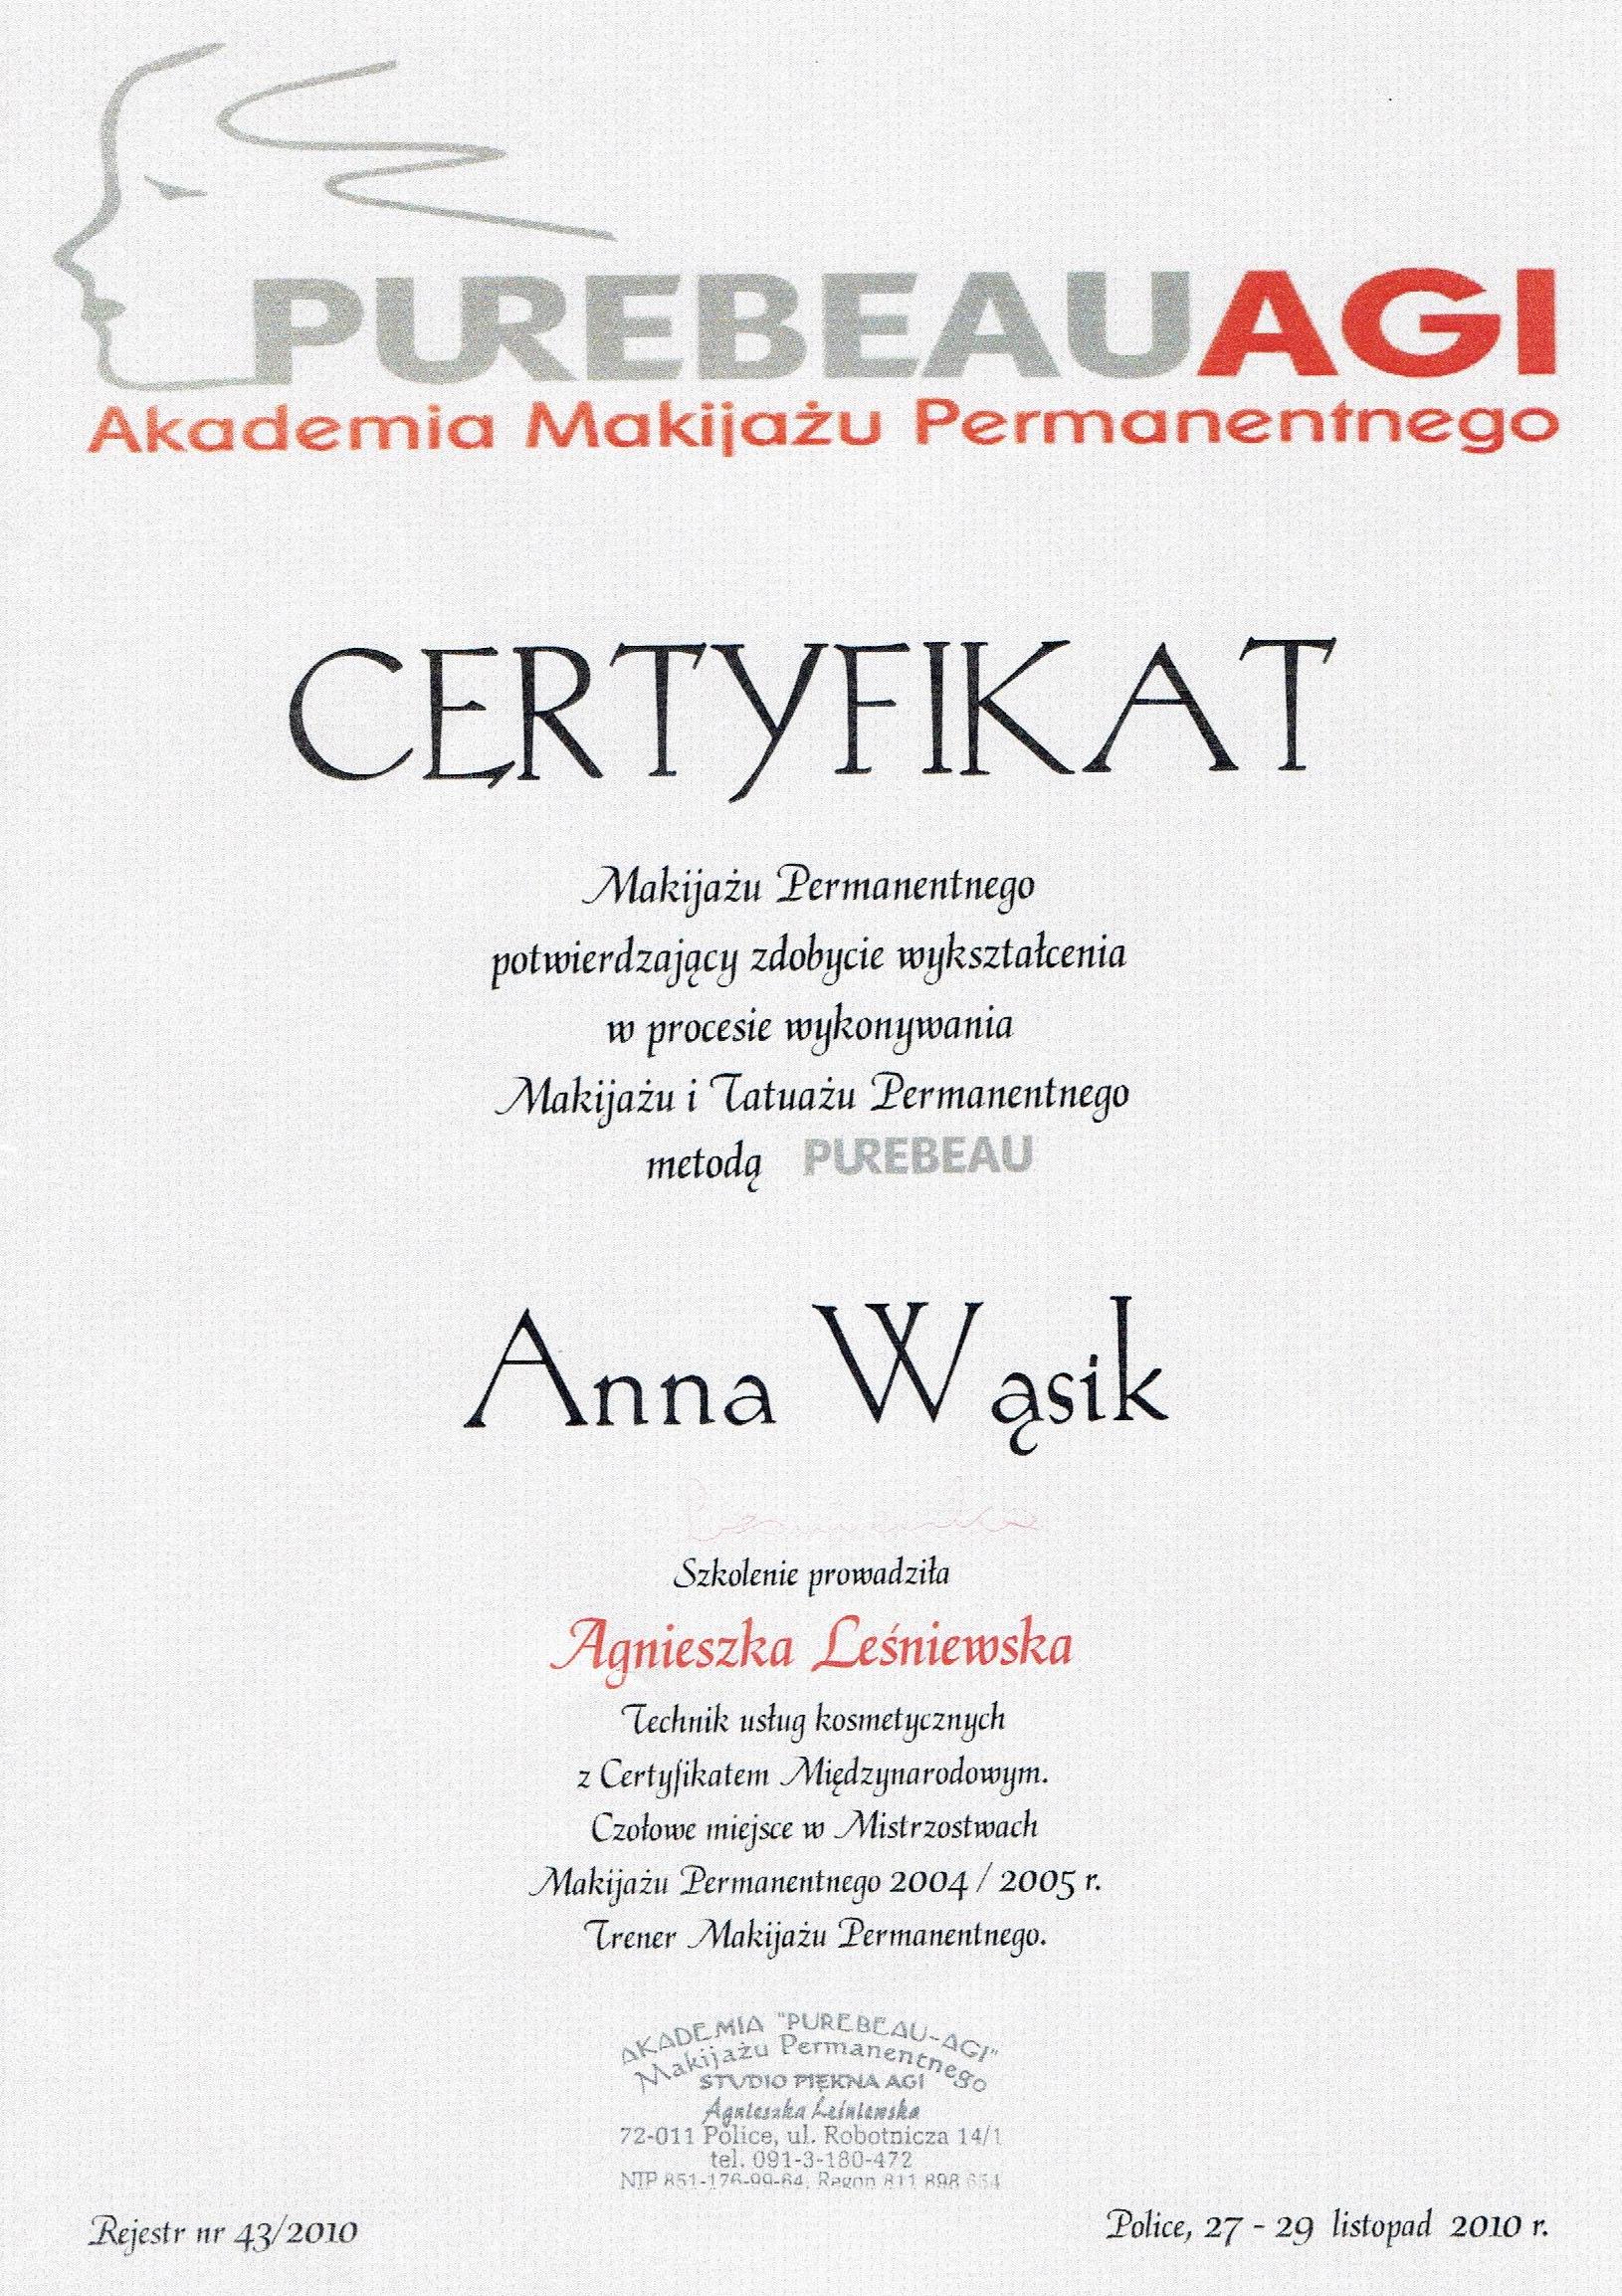 PUREBEAUAGI
Akademia Makijażu Permanentnego
CERTYFIKAT
Makijażu Permanentnego
potwierdzający zdobycie wykształcenia
w procesie wykonywania
Makijażu i Tatuażu Permanentnego
metodą PUREBEAU
Anna Wąsik
Szkolenie prowadziła
Agnieszka Leśniewska
Technik usług kosmetycznych
z Certyfikatem Międzynarodowym.
Czołowe miejsce w Mistrzostwach
Makijażu Permanentnego 2004 / 2005 r.
Trener Makijażu Permanentnego.
AKADEMIA "PUREBEAU-AGI"
Makijażu Permanentnego
STUDIO PIĘKNA AGI
Agnieszka Leśniewska
72-011 Police, ul. Robotnicza 14/1
tel. 091-3-180-472
NIP 851-176-99-64, Regon 811 898
Rejestr nr 43/2010
Police, 27 - 29 listopad 2010 r.